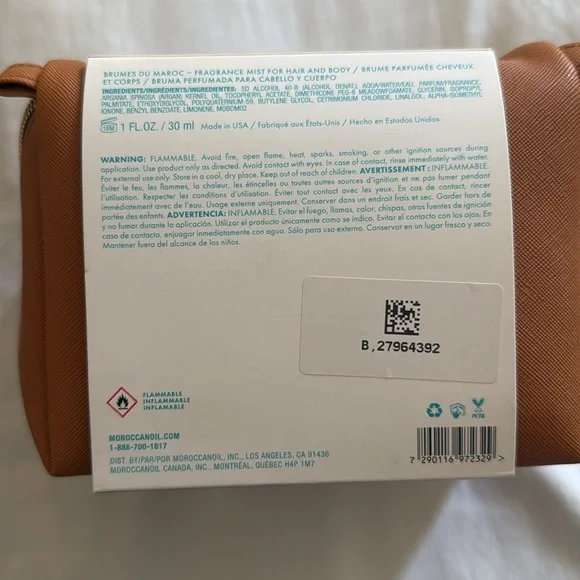 BRUMES DU MAROC – FRAGRANCE MIST FOR HAIR AND BODY / BRUME PARFUMÉE CHEVEUX
ET CORPS / BRUMA PERFUMADA PARA CABELLO Y CUERPO
INGREDIENTS/INGRÉDIENTS/INGREDIENTES: SD ALCOHOL 40-B (ALCOHOL DENAT.), AQUA/WATER/EAU, PARFUM/FRAGRANCE,
ARGANIA SPINOSA (ARGAN) KERNEL OIL, TOCOPHERYL ACETATE, DIMETHICONE PEG-8 MEADOWFOAMATE, GLYCERIN, ISOPROPYL
PALMITATE, ETHOXYDIGLYCOL, POLYQUATERNIUM-59, BUTYLENE GLYCOL, CETRIMONIUM CHLORIDE, LINALOOL, ALPHA-ISOMETHYL
IONONE, BENZYL BENZOATE, LIMONENE, MOBDM02
18M 1 FL.OZ. / 30 ml Made in USA / Fabriqué aux États-Unis / Hecho en Estados Unidos
WARNING: FLAMMABLE. Avoid fire, open flame, heat, sparks, smoking, or other ignition sources during
application. Use product only as directed. Avoid contact with eyes. In case of contact, rinse immediately with water.
For external use only. Store in a cool, dry place. Keep out of reach of children. AVERTISSEMENT: INFLAMMABLE.
Éviter le feu, les flammes, la chaleur, les étincelles ou toutes autres sources d'ignition et ne pas fumer pendant
l'utilisation. Respecter les conditions d'utilisation. Évitez tout contact avec les yeux. En cas de contact, rincer
immédiatement avec de l'eau. Usage externe uniquement. Conserver dans un endroit frais et sec. Garder hors de
portée des enfants. ADVERTENCIA: INFLAMABLE. Evitar el fuego, llamas, calor, chispas, otras fuentes de ignición
y no fumar durante la aplicación. Utilizar el producto únicamente como se indica. Evitar el contacto con los ojos. En
caso de contacto, enjuagar inmediatamente con agua. Sólo para uso externo. Conservar en un lugar fresco y seco.
Mantener fuera del alcance de los niños.
B,27964392
FLAMMABLE
INFLAMMABLE
INFLAMABLE
PETA
MOROCCANOIL.COM
1-888-700-1817
DIST. BY/PAR/POR MOROCCANOIL, INC., LOS ANGELES, CA 91436
MOROCCANOIL CANADA, INC., MONTRÉAL, QUÉBEC H4P 1M7
7 290116 972329 >